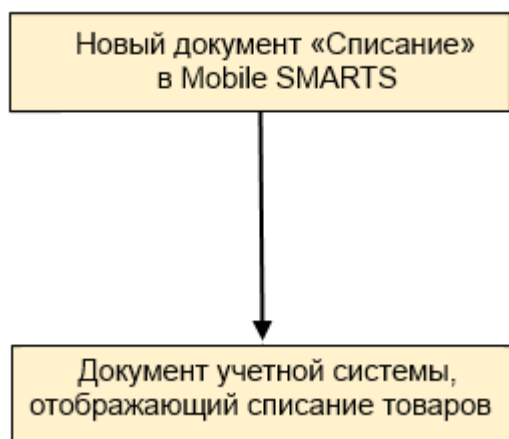 Новый документ «Списание»
в Mobile SMARTS
Документ учетной системы,
отображающий списание товаров